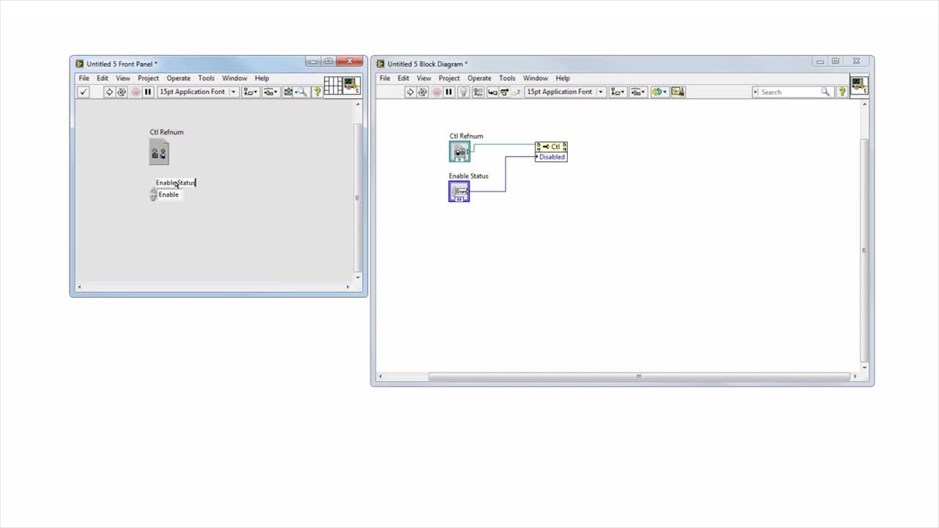 Untitled 5 Front Panel *
File Edit View Project Operate Tools Window Help
15pt Application Font
Ctl Refnum
Enable Status
Enable
Untitled 5 Block Diagram *
File Edit View Project Operate Tools Window Help
15pt Application Font
Search
Ctl Refnum
Ctl
Disabled
Enable Status